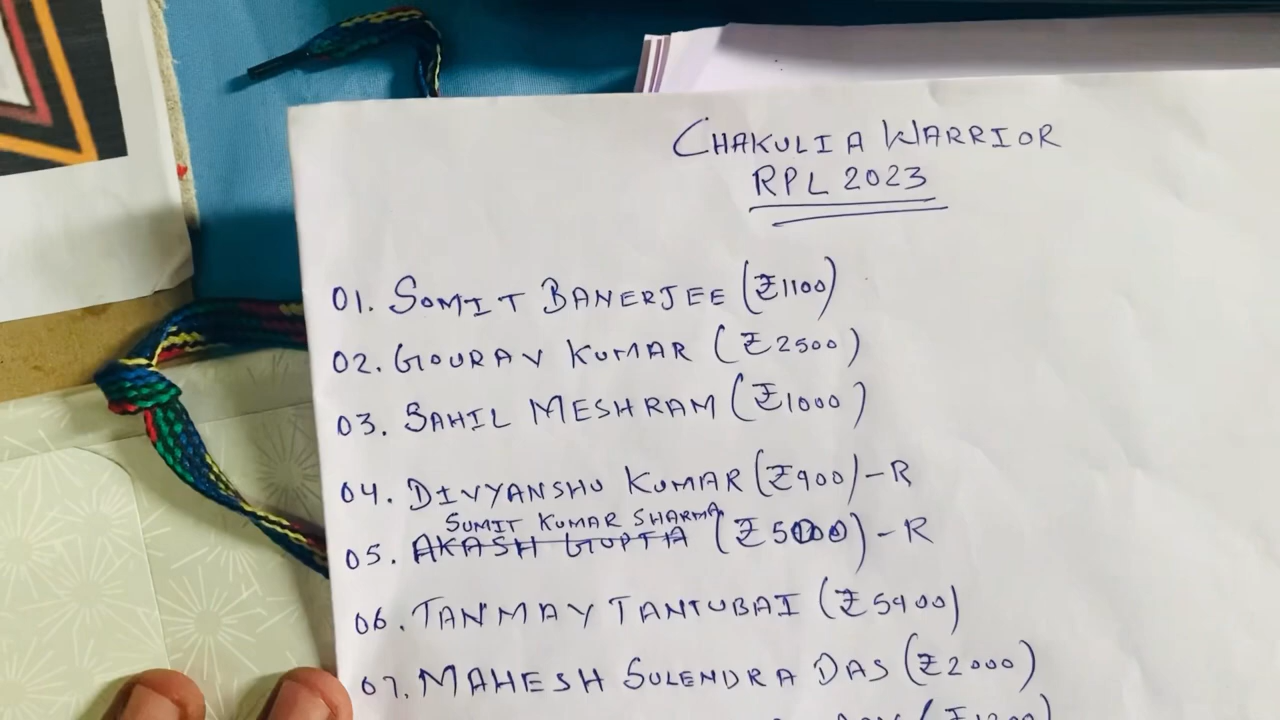 CHAKULIA WARRIOR
RPL 2023
01. SOMIT BANERJEE (₹1100)
02. GOURAV KUMAR (₹2500)
03. SAHIL MESHRAM (₹1000)
04. DIVYANSHU KUMAR (₹900)-R
SUMIT KUMAR SHARMA
05. AKASH GUPTA (₹5000)-R
06. TANMAY TANTUBAI (₹5900)
07. MAHESH SULENDRA DAS (₹2000)